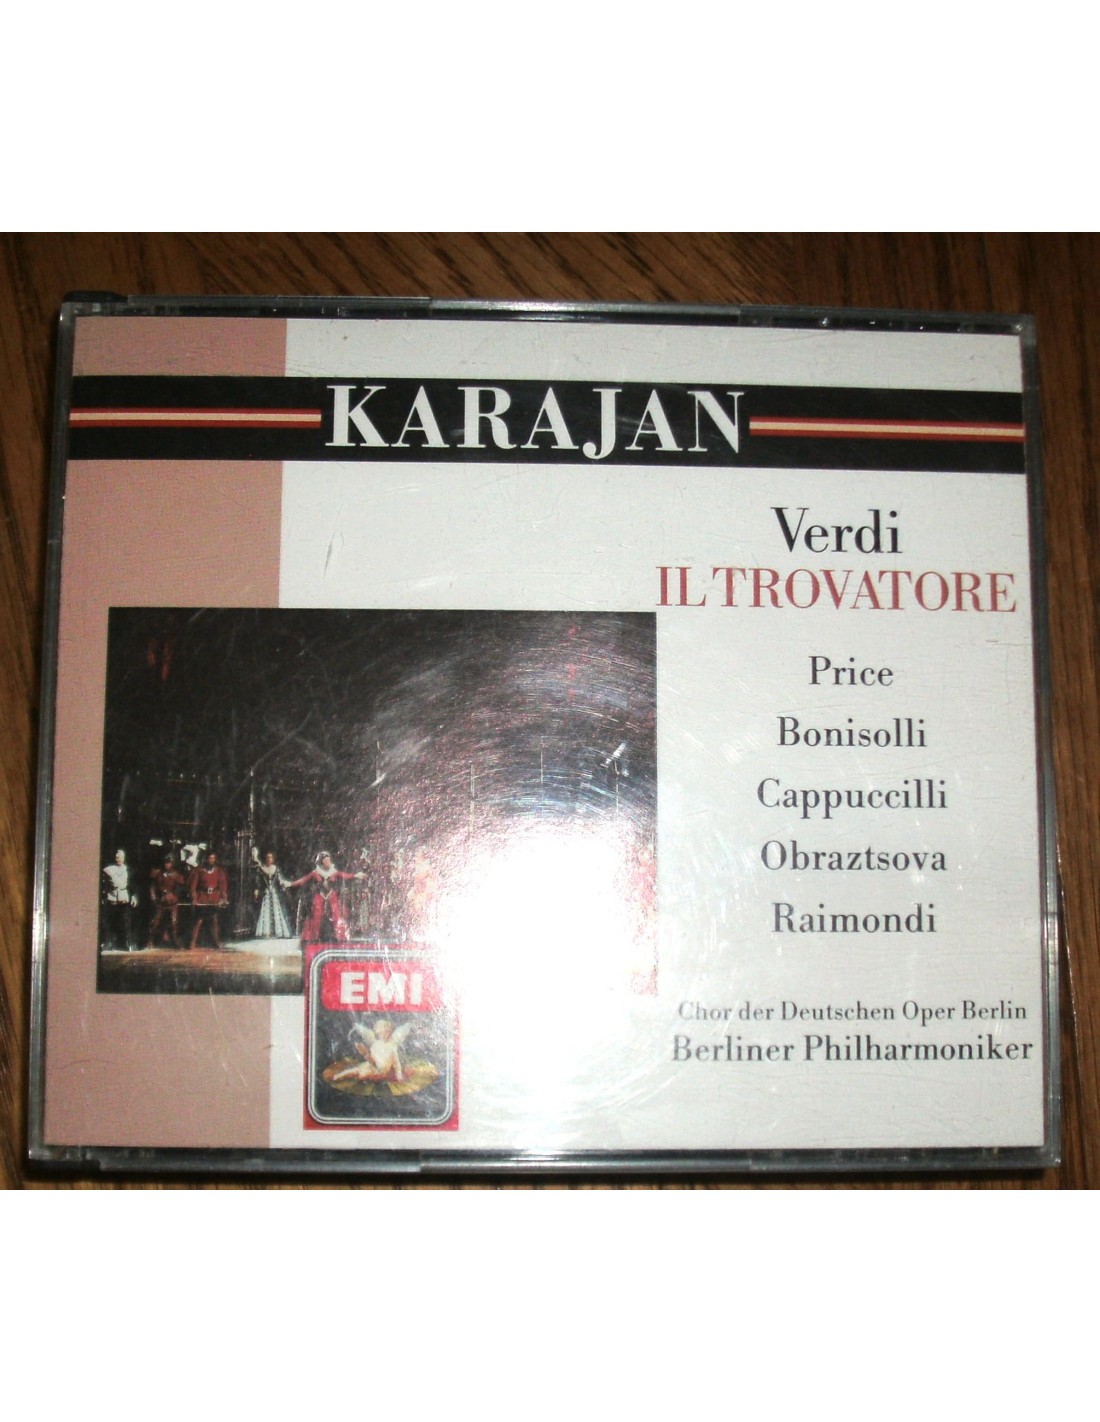 KARAJAN
Verdi
IL TROVATORE
Price
Bonisolli
Cappuccilli
Obraztsova
Raimondi
Chor der Deutschen Oper Berlin
Berliner Philharmoniker
EMI